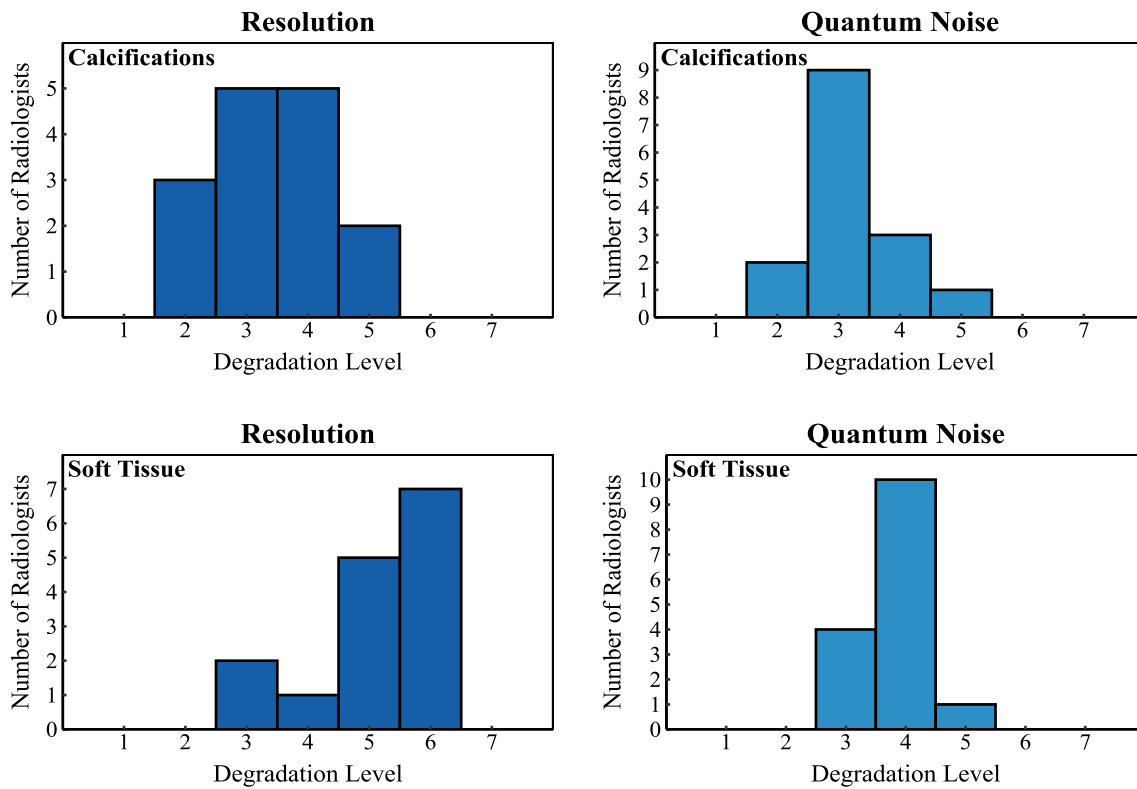 Resolution
Calcifications
Number of Radiologists
5
4
3
2
1
0
1 2 3 4 5 6 7
Degradation Level
Quantum Noise
Calcifications
Number of Radiologists
9
8
7
6
5
4
3
2
1
0
1 2 3 4 5 6 7
Degradation Level
Resolution
Soft Tissue
Number of Radiologists
7
6
5
4
3
2
1
0
1 2 3 4 5 6 7
Degradation Level
Quantum Noise
Soft Tissue
Number of Radiologists
10
9
8
7
6
5
4
3
2
1
0
1 2 3 4 5 6 7
Degradation Level